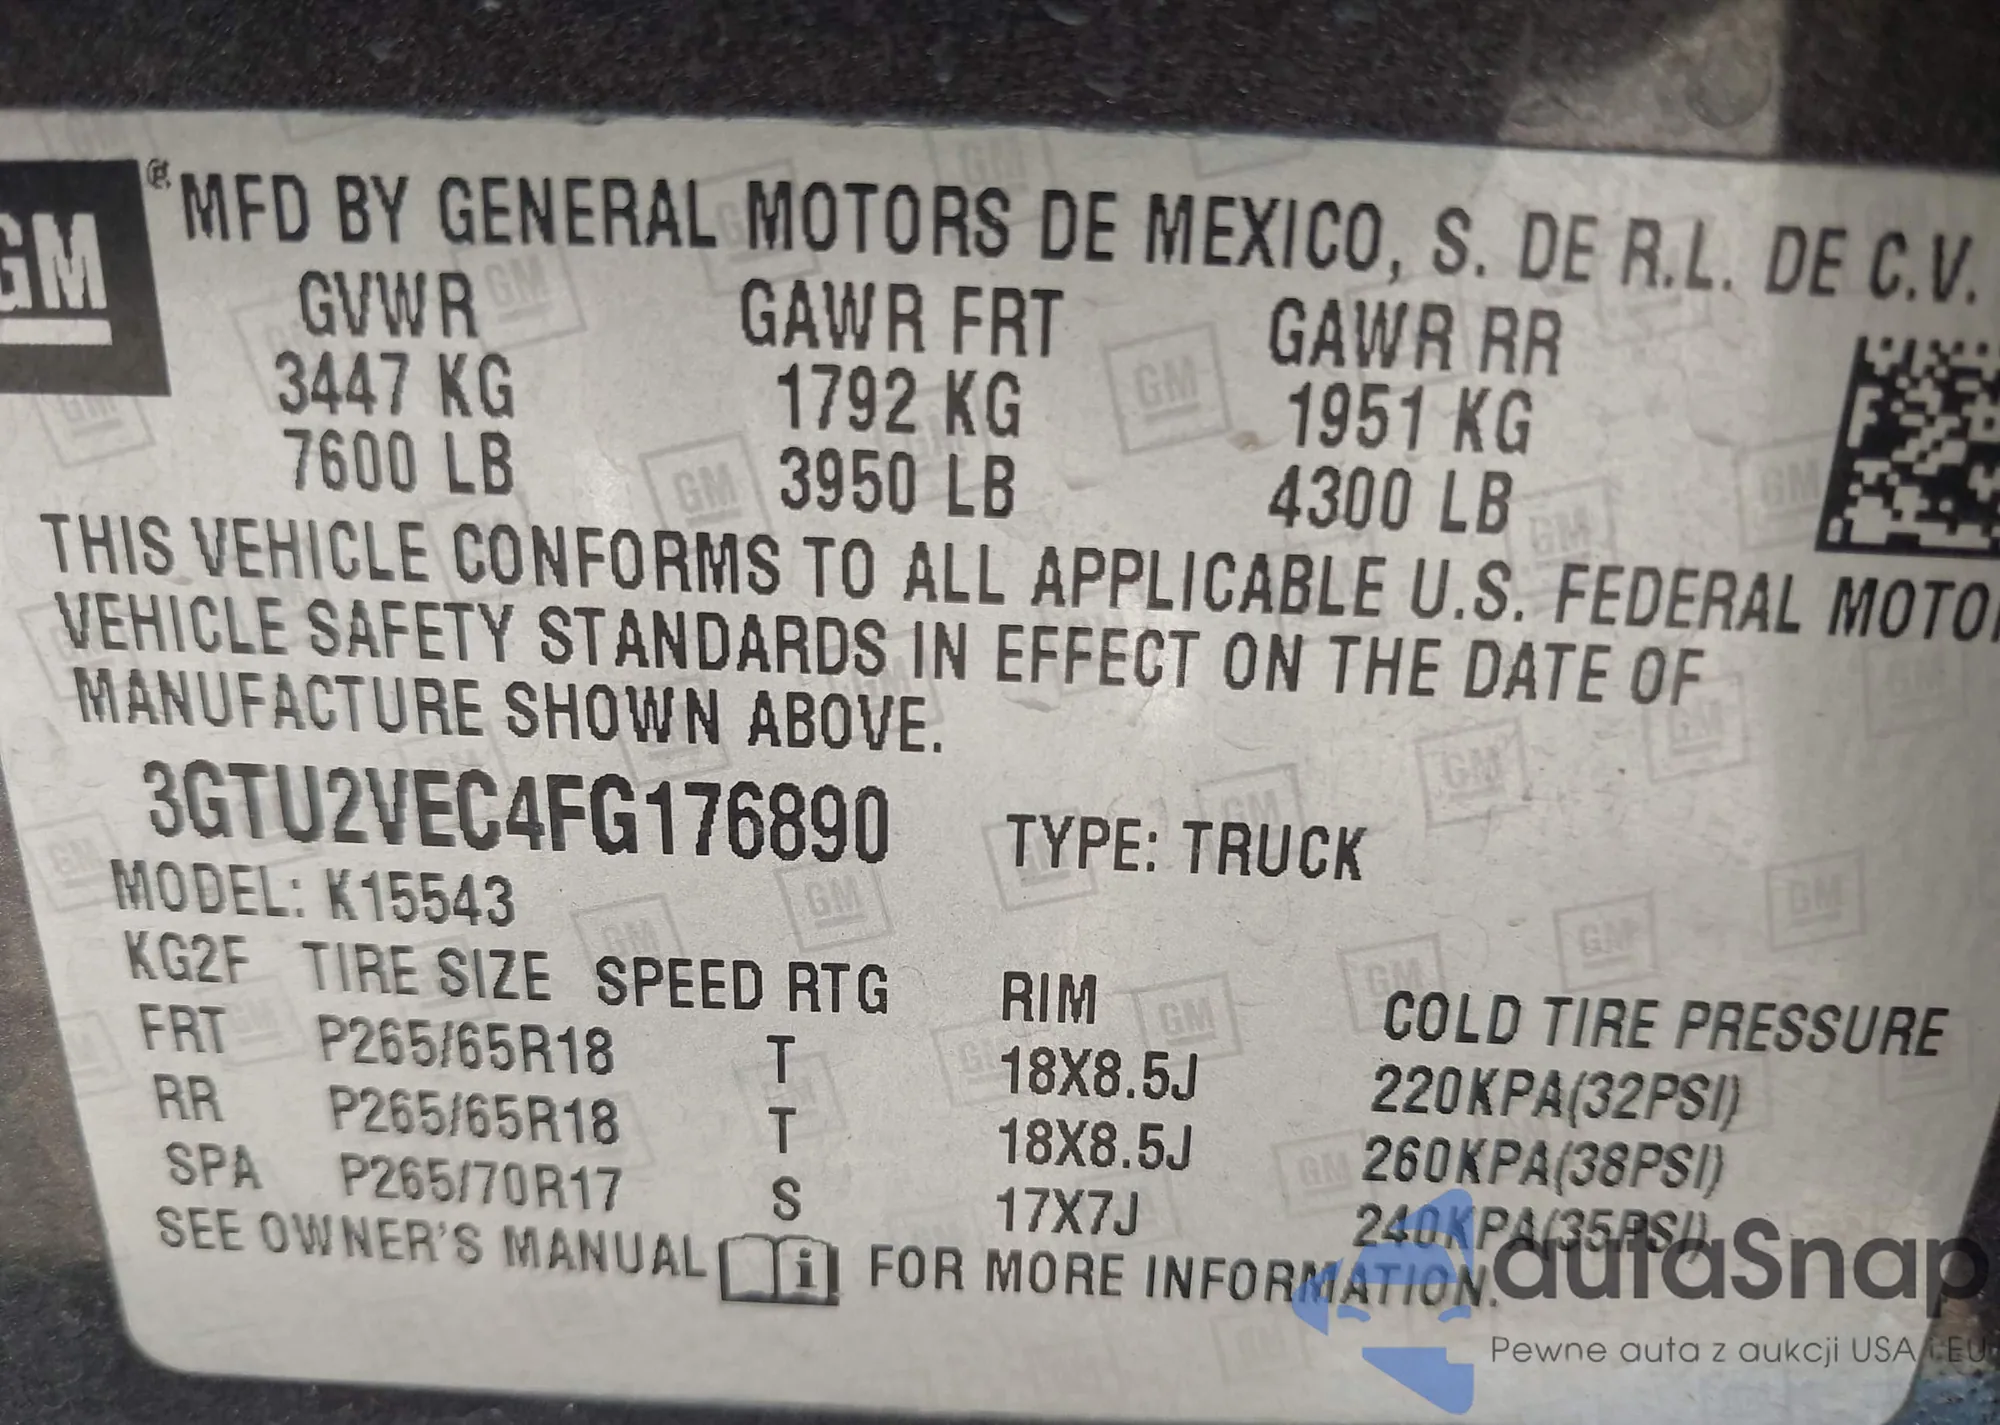 GM
® MFD BY GENERAL MOTORS DE MEXICO, S. DE R.L. DE C.V.
GVWR GAWR FRT GAWR RR
3447 KG 1792 KG 1951 KG
7600 LB 3950 LB 4300 LB
THIS VEHICLE CONFORMS TO ALL APPLICABLE U.S. FEDERAL MOTO
VEHICLE SAFETY STANDARDS IN EFFECT ON THE DATE OF
MANUFACTURE SHOWN ABOVE.
3GTU2VEC4FG176890 TYPE: TRUCK
MODEL: K15543
KG2F TIRE SIZE SPEED RTG RIM COLD TIRE PRESSURE
FRT P265/65R18 T 18X8.5J 220KPA(32PSI)
RR P265/65R18 T 18X8.5J 260KPA(38PSI)
SPA P265/70R17 S 17X7J 240KPA(35PSI)
SEE OWNER'S MANUAL i FOR MORE INFORMATION.
autaSnap
Pewne auta z aukcji USA i EU